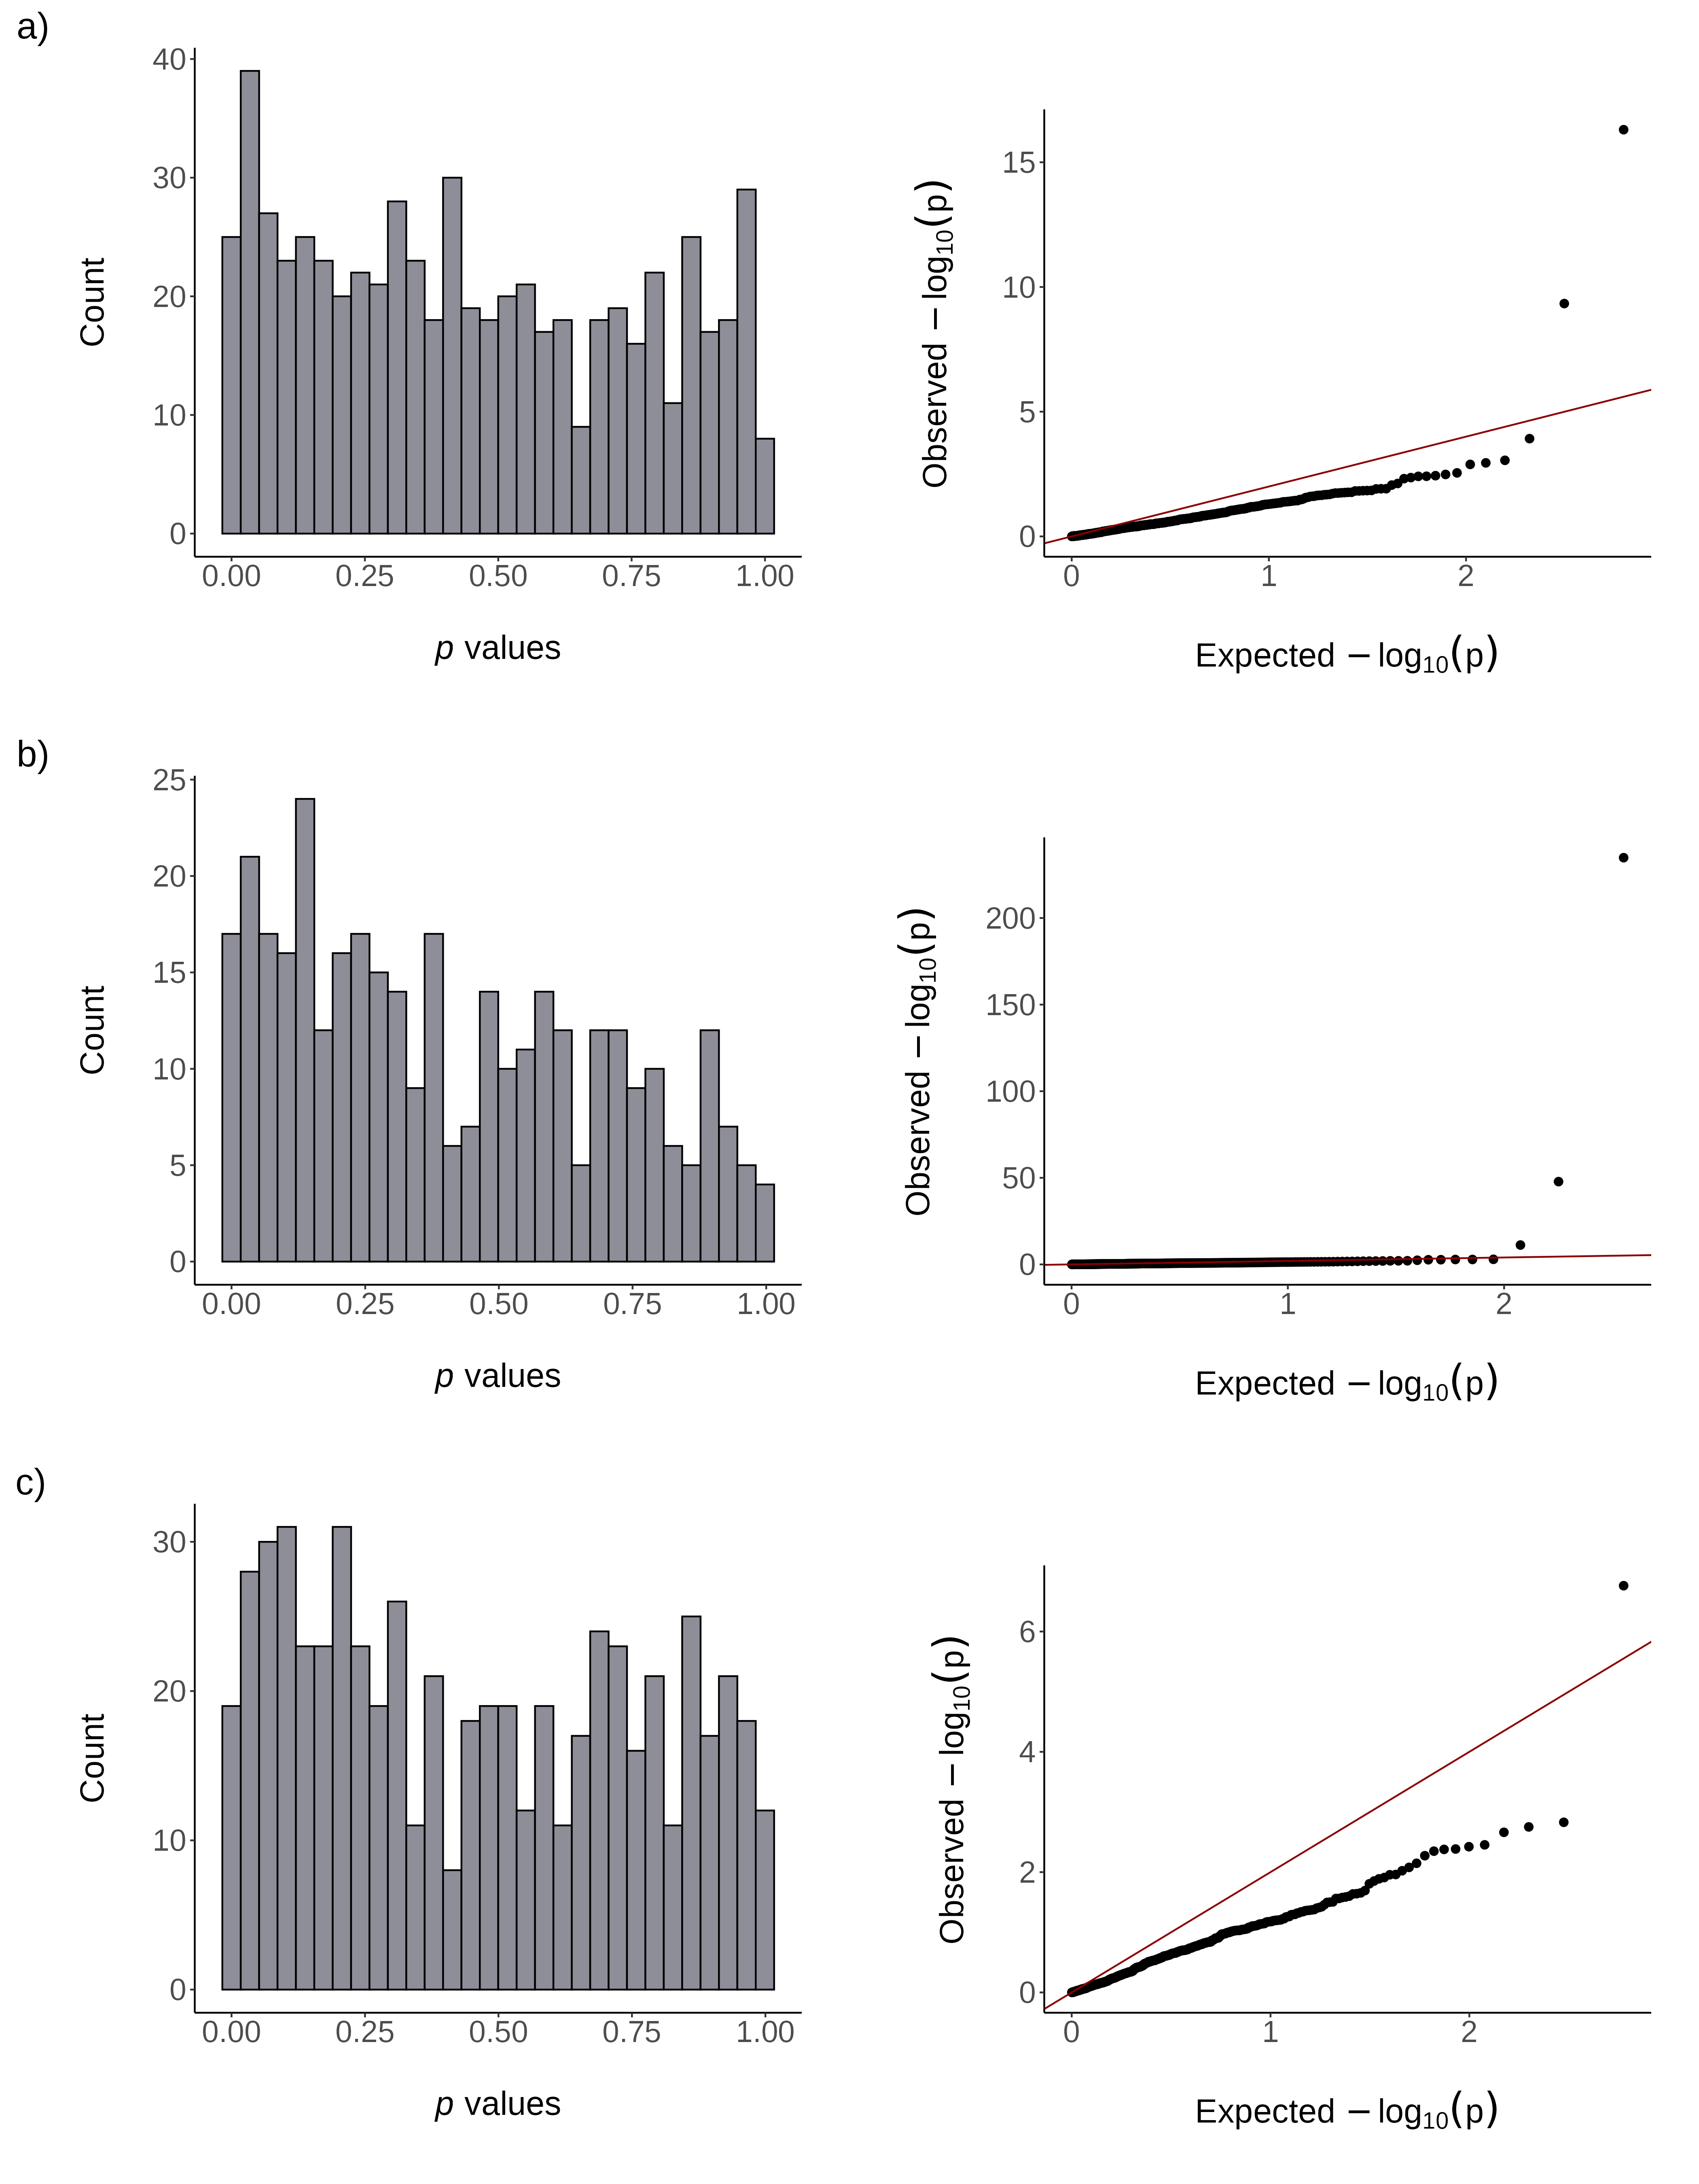 a)
40
30
20
10
0
Count
0.00 0.25 0.50 0.75 1.00
p values
15
10
5
0
Observed −log10(p)
0 1 2
Expected −log10(p)
b)
25
20
15
10
5
0
Count
0.00 0.25 0.50 0.75 1.00
p values
200
150
100
50
0
Observed −log10(p)
0 1 2
Expected −log10(p)
c)
30
20
10
0
Count
0.00 0.25 0.50 0.75 1.00
p values
6
4
2
0
Observed −log10(p)
0 1 2
Expected −log10(p)